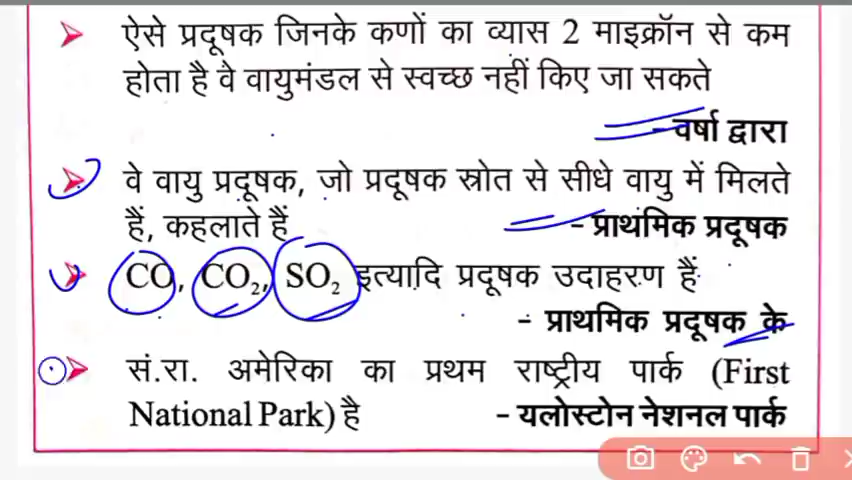 ऐसे प्रदूषक जिनके कणों का व्यास 2 माइक्रॉन से कम
होता है वे वायुमंडल से स्वच्छ नहीं किए जा सकते
- वर्षा द्वारा
वे वायु प्रदूषक, जो प्रदूषक स्रोत से सीधे वायु में मिलते
हैं, कहलाते हैं - प्राथमिक प्रदूषक
CO, CO₂, SO₂ इत्यादि प्रदूषक उदाहरण हैं
- प्राथमिक प्रदूषक के
सं.रा. अमेरिका का प्रथम राष्ट्रीय पार्क (First
National Park) है - यलोस्टोन नेशनल पार्क